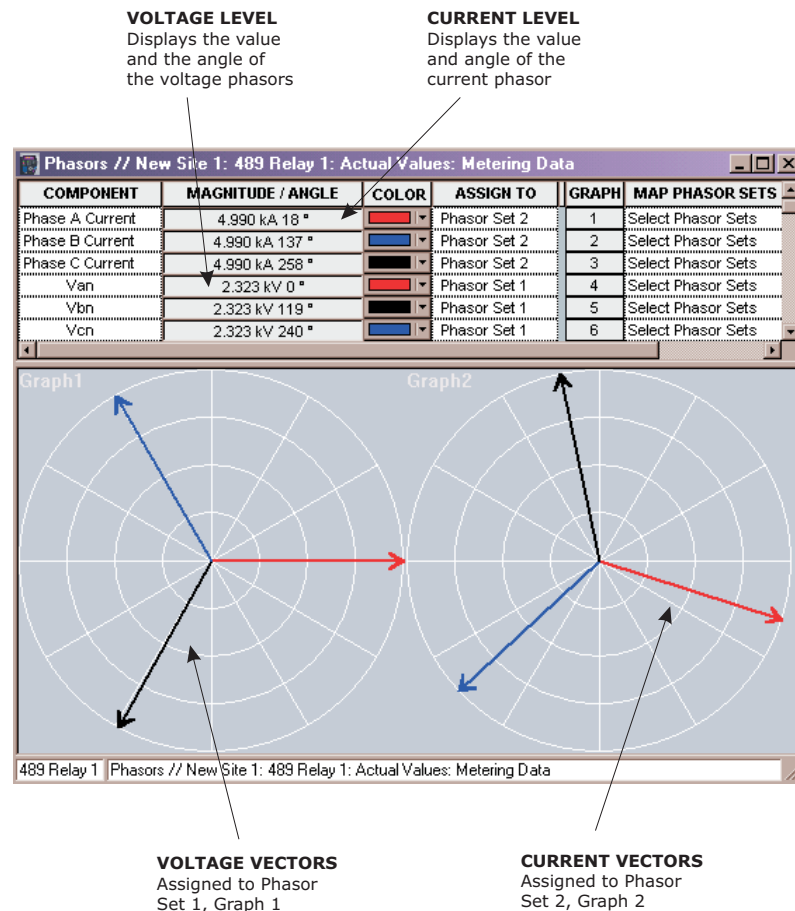 VOLTAGE LEVEL
Displays the value
and the angle of
the voltage phasors
CURRENT LEVEL
Displays the value
and angle of the
current phasor
Phasors // New Site 1: 489 Relay 1: Actual Values: Metering Data
COMPONENT MAGNITUDE / ANGLE COLOR ASSIGN TO GRAPH MAP PHASOR SETS
Phase A Current 4.990 kA 18 ° Phasor Set 2 1 Select Phasor Sets
Phase B Current 4.990 kA 137 ° Phasor Set 2 2 Select Phasor Sets
Phase C Current 4.990 kA 258 ° Phasor Set 2 3 Select Phasor Sets
Van 2.323 kV 0 ° Phasor Set 1 4 Select Phasor Sets
Vbn 2.323 kV 119 ° Phasor Set 1 5 Select Phasor Sets
Vcn 2.323 kV 240 ° Phasor Set 1 6 Select Phasor Sets
Graph1 Graph2
489 Relay 1 Phasors // New Site 1: 489 Relay 1: Actual Values: Metering Data
VOLTAGE VECTORS
Assigned to Phasor
Set 1, Graph 1
CURRENT VECTORS
Assigned to Phasor
Set 2, Graph 2